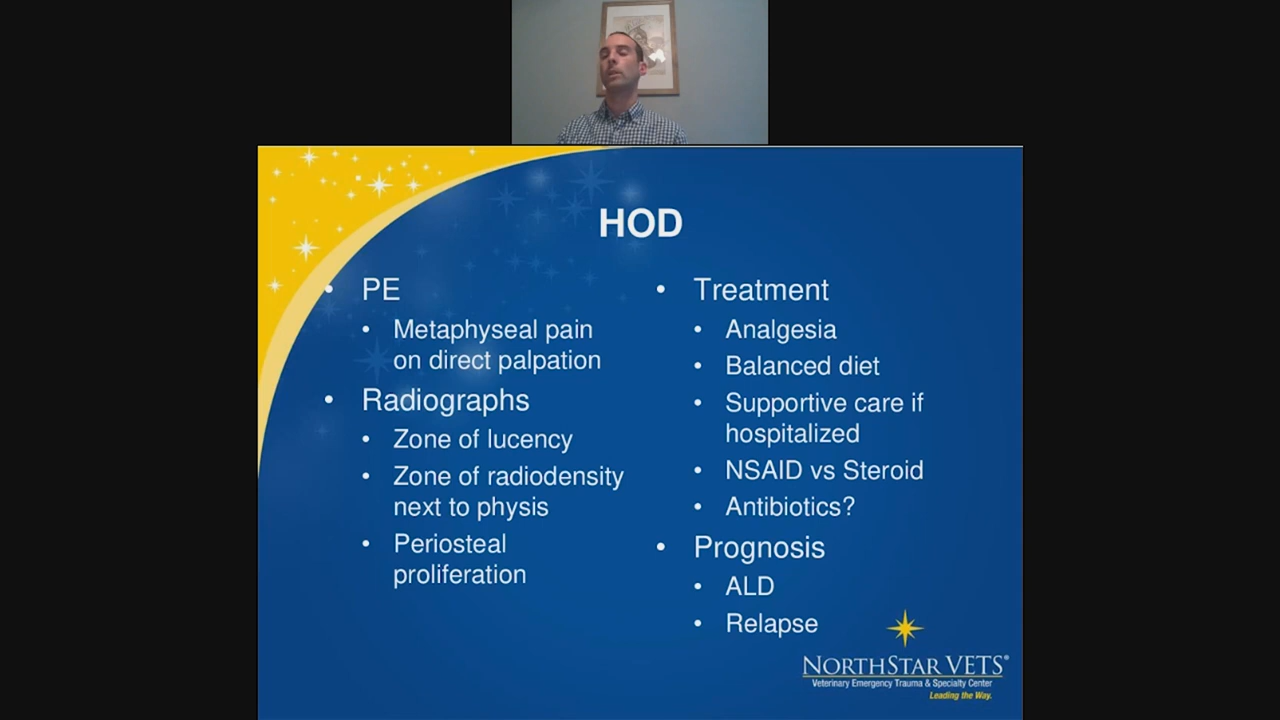 HOD
• PE
• Metaphyseal pain
on direct palpation
• Radiographs
• Zone of lucency
• Zone of radiodensity
next to physis
• Periosteal
proliferation
• Treatment
• Analgesia
• Balanced diet
• Supportive care if
hospitalized
• NSAID vs Steroid
• Antibiotics?
• Prognosis
• ALD
• Relapse
NORTHSTAR VETS®
Veterinary Emergency Trauma & Specialty Center
Leading the Way.